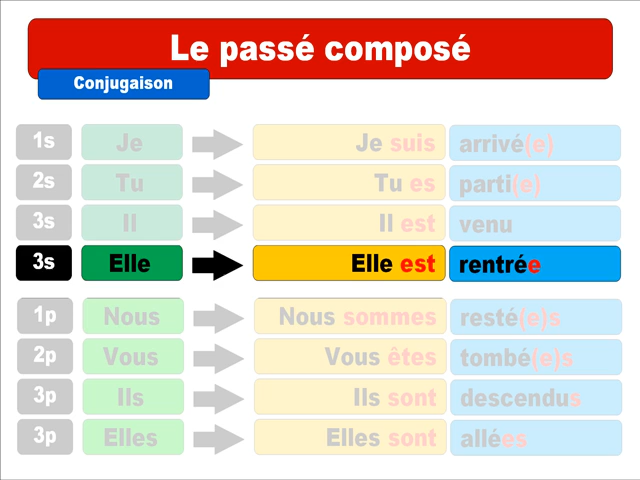 Le passé composé
Conjugaison
1s Je Je suis arrivé(e)
2s Tu Tu es parti(e)
3s Il Il est venu
3s Elle Elle est rentrée
1p Nous Nous sommes resté(e)s
2p Vous Vous êtes tombé(e)s
3p Ils Ils sont descendus
3p Elles Elles sont allées